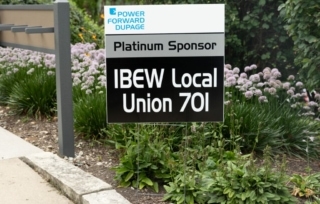 POWER
FORWARD
DUPAGE
Platinum Sponsor
IBEW Local
Union 701